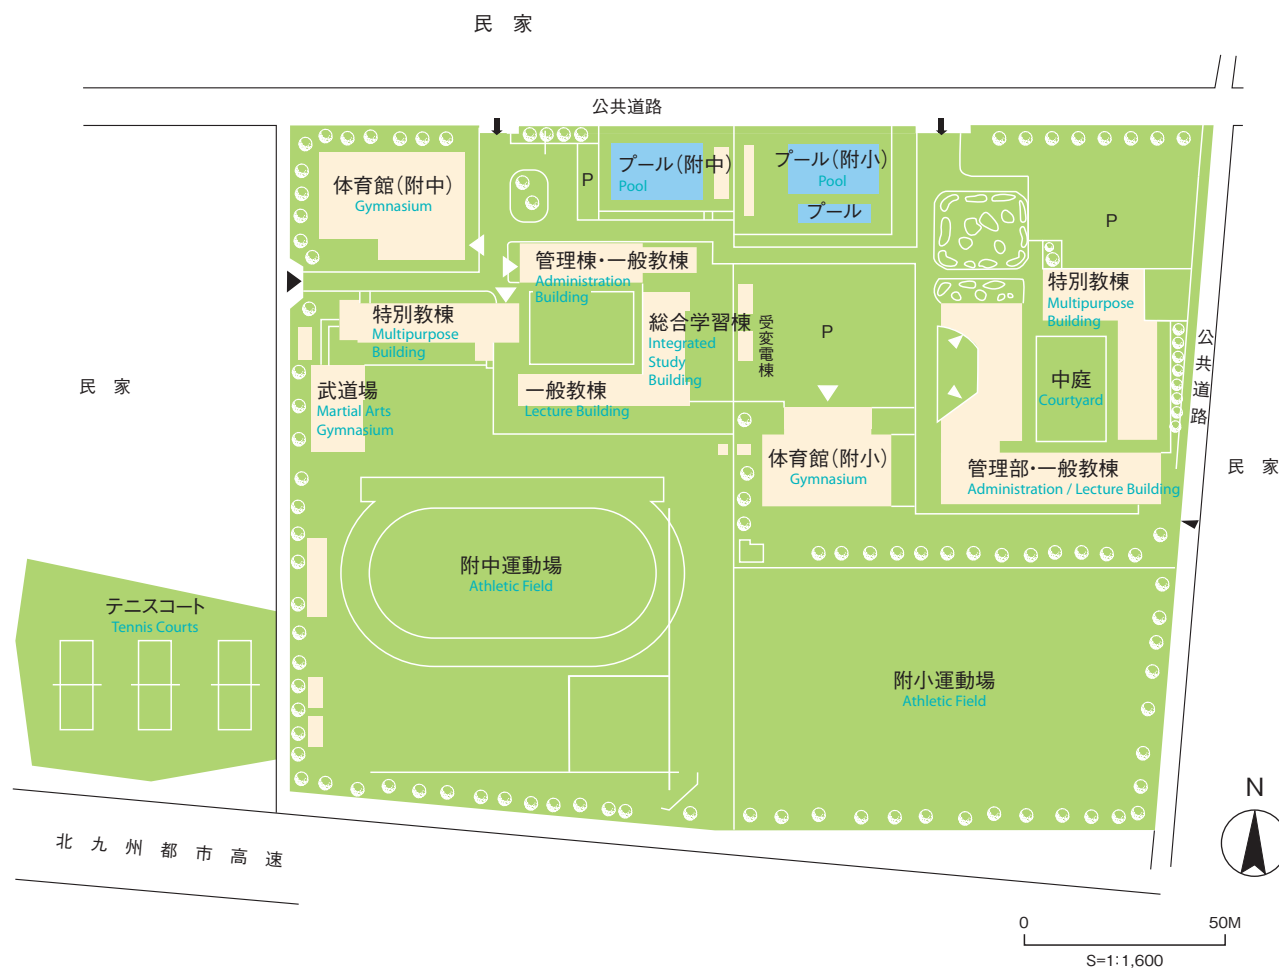 民 家
公共道路
プール(附中)
Pool
プール(附小)
Pool
プール
体育館(附中)
Gymnasium
P
P
管理棟・一般教棟
Administration
Building
特別教棟
Multipurpose
Building
特別教棟
Multipurpose
Building
総合学習棟
Integrated
Study
Building
受変電棟
P
公共道路
民 家
武道場
Martial Arts
Gymnasium
一般教棟
Lecture Building
中庭
Courtyard
体育館(附小)
Gymnasium
管理部・一般教棟
Administration / Lecture Building
民 家
附中運動場
Athletic Field
テニスコート
Tennis Courts
附小運動場
Athletic Field
北九州都市高速
N
0 50M
S=1:1,600